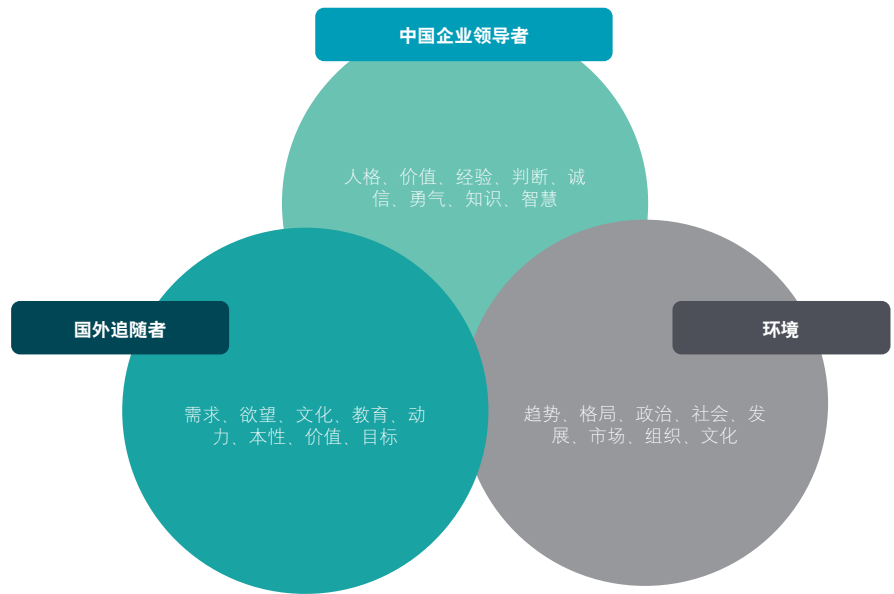 中国企业领导者
人格、价值、经验、判断、诚
信、勇气、知识、智慧
国外追随者
环境
需求、欲望、文化、教育、动
力、本性、价值、目标
趋势、格局、政治、社会、发
展、市场、组织、文化